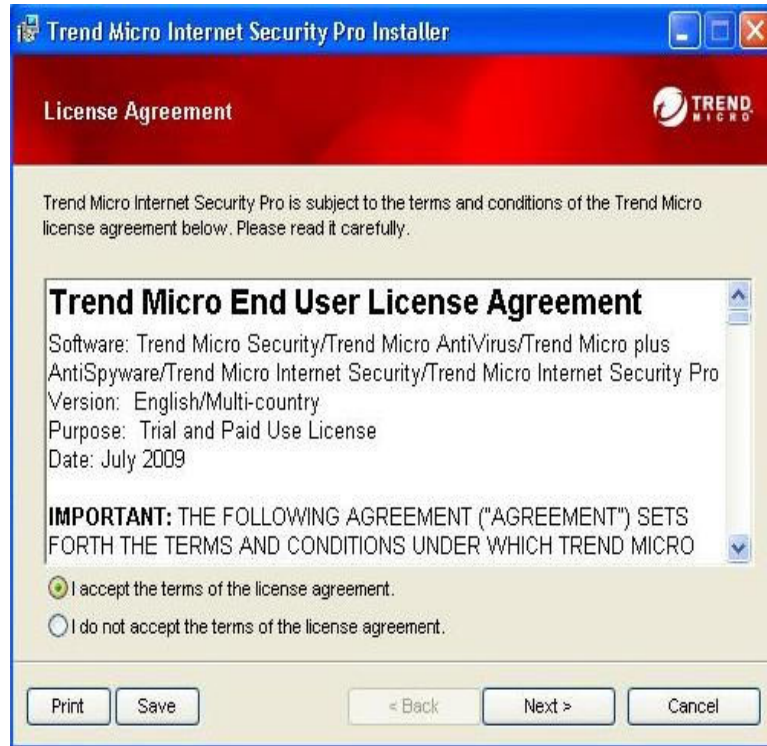 Trend Micro Internet Security Pro Installer
License Agreement
TREND
MICRO
Trend Micro Internet Security Pro is subject to the terms and conditions of the Trend Micro
license agreement below. Please read it carefully.
Trend Micro End User License Agreement
Software: Trend Micro Security/Trend Micro AntiVirus/Trend Micro plus
AntiSpyware/Trend Micro Internet Security/Trend Micro Internet Security Pro
Version: English/Multi-country
Purpose: Trial and Paid Use License
Date: July 2009
IMPORTANT: THE FOLLOWING AGREEMENT ("AGREEMENT") SETS
FORTH THE TERMS AND CONDITIONS UNDER WHICH TREND MICRO
I accept the terms of the license agreement.
I do not accept the terms of the license agreement.
Print
Save
< Back
Next >
Cancel